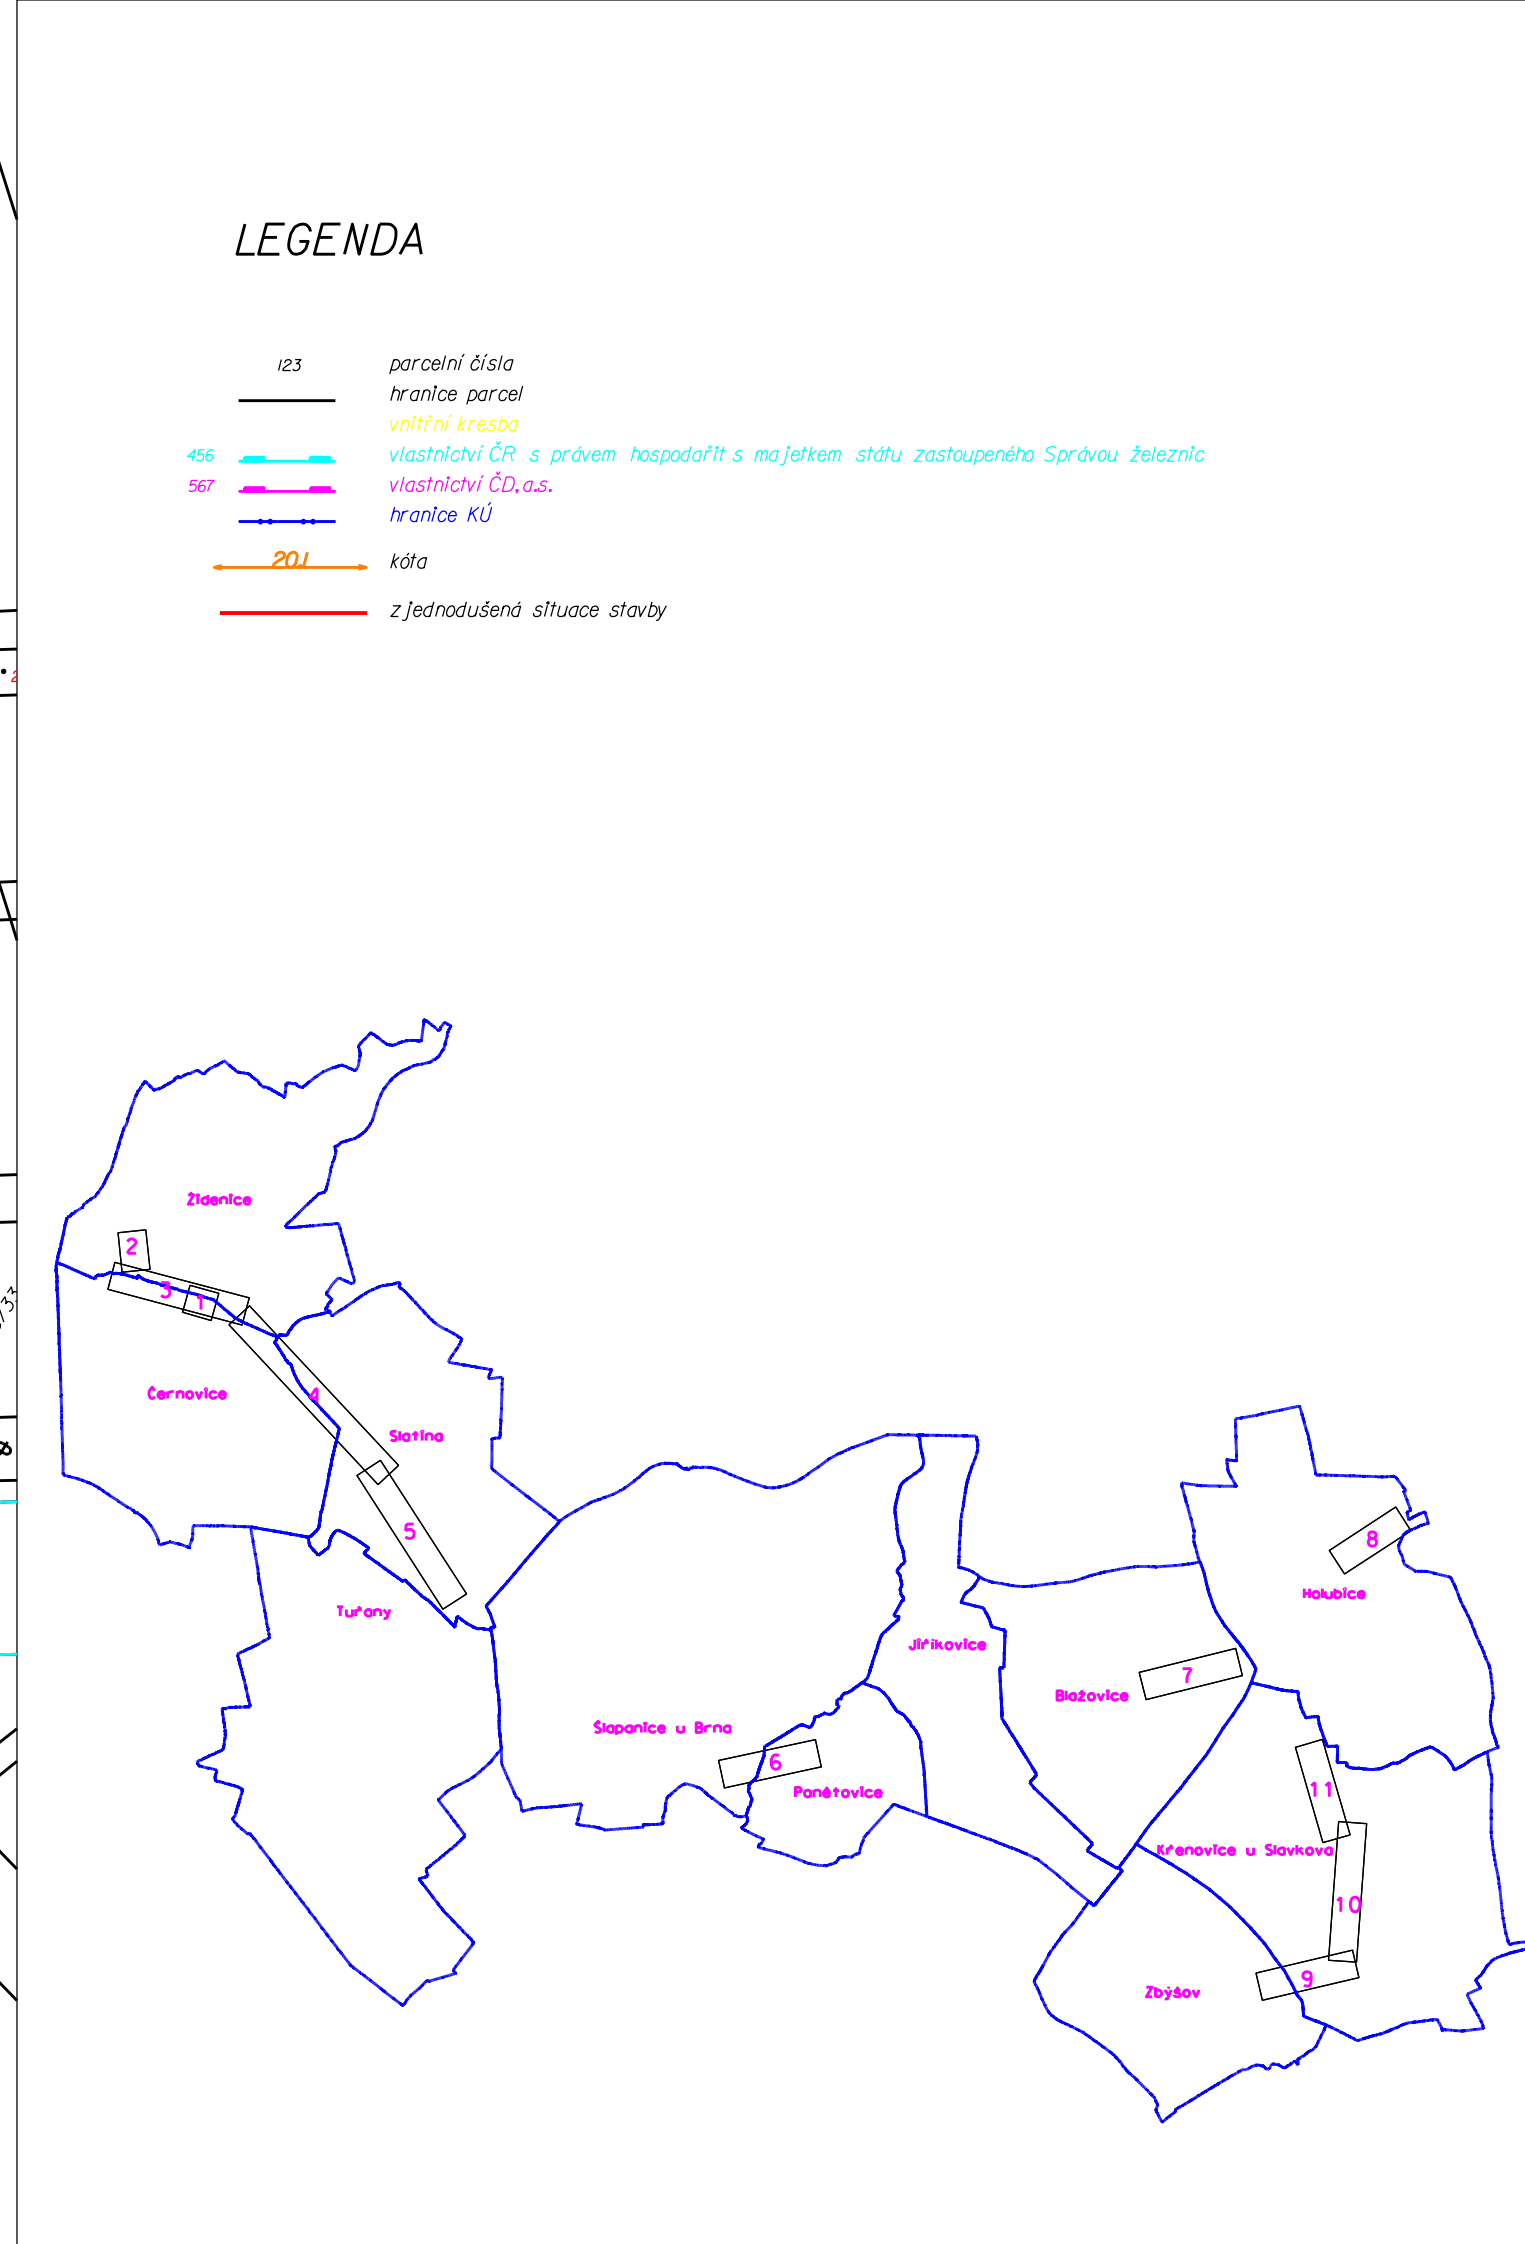 LEGENDA
123 parcelní čísla
hranice parcel
vnitřní kresba
456 vlastnictví ČR s právem hospodařit s majetkem státu zastoupeného Správou železnic
567 vlastnictví ČD, a.s.
hranice KÚ
20.1 kóta
zjednodušená situace stavby
Židenice
2
3
1
Černovice
4
Slatina
5
8
Holubice
Tuřany
Jiříkovice
7
Blažovice
Šlapanice u Brna
6
Ponětovice
11
Křenovice u Slavkova
10
9
Zbýšov